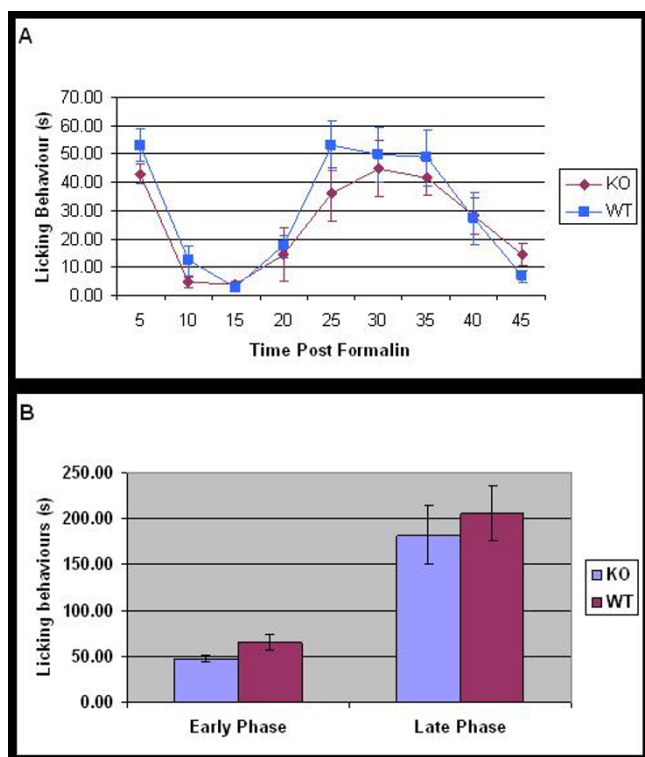 A
Licking Behaviour (s)
70.00
60.00
50.00
40.00
30.00
20.00
10.00
0.00
5 10 15 20 25 30 35 40 45
Time Post Formalin
KO
WT
B
Licking behaviours (s)
250.00
200.00
150.00
100.00
50.00
0.00
Early Phase Late Phase
KO
WT